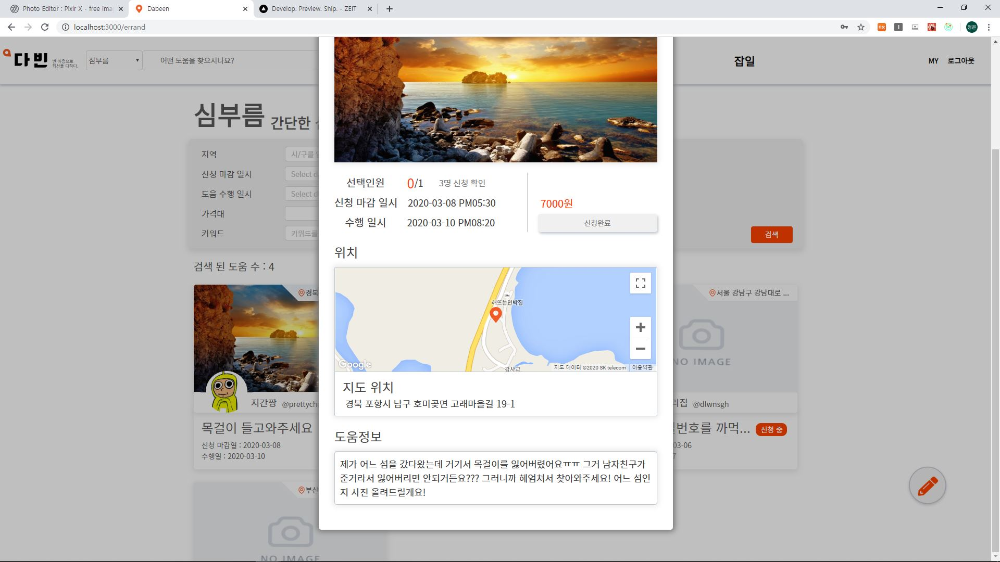 Photo Editor : Pixlr X - free ima
Dabeen
Develop. Preview. Ship. - ZEIT
localhost:3000/errand
정은
다빈
빈 마음으로
최선을 다하다.
심부름
어떤 도움을 찾으시나요?
잡일
MY
로그아웃
심부름 간단한
지역
시/구를
신청 마감 일시
Select d
도움 수행 일시
Select d
가격대
키워드
키워드를
검색
검색 된 도움 수 : 4
경북
지간짱 @prettych
목걸이 들고와주세요
신청 마감일 : 2020-03-08
수행일 : 2020-03-10
부산
NO IMAGE
선택인원 0/1 3명 신청 확인
신청 마감 일시 2020-03-08 PM05:30
수행 일시 2020-03-10 PM08:20
7000원
신청완료
위치
해뜨는민박집
감사교
Google
지도 데이터 ©2020 SK telecom
이용약관
지도 위치
경북 포항시 남구 호미곶면 고래마을길 19-1
도움정보
제가 어느 섬을 갔다왔는데 거기서 목걸이를 잃어버렸어요ㅠㅠ 그거 남자친구가
준거라서 잃어버리면 안되거든요??? 그러니까 헤엄쳐서 찾아와주세요! 어느 섬인
지 사진 올려드릴게요!
서울 강남구 강남대로 ...
NO IMAGE
리집 @dlwnsgh
번호를 까먹... 신청 중
03-06
7